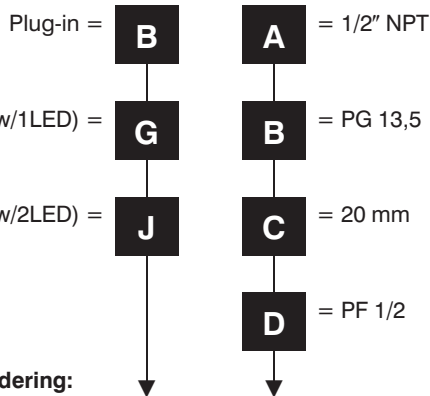 Plug-in = B A = 1/2″ NPT
w/1LED) = G B = PG 13,5
w/2LED) = J C = 20 mm
D = PF 1/2
dering: